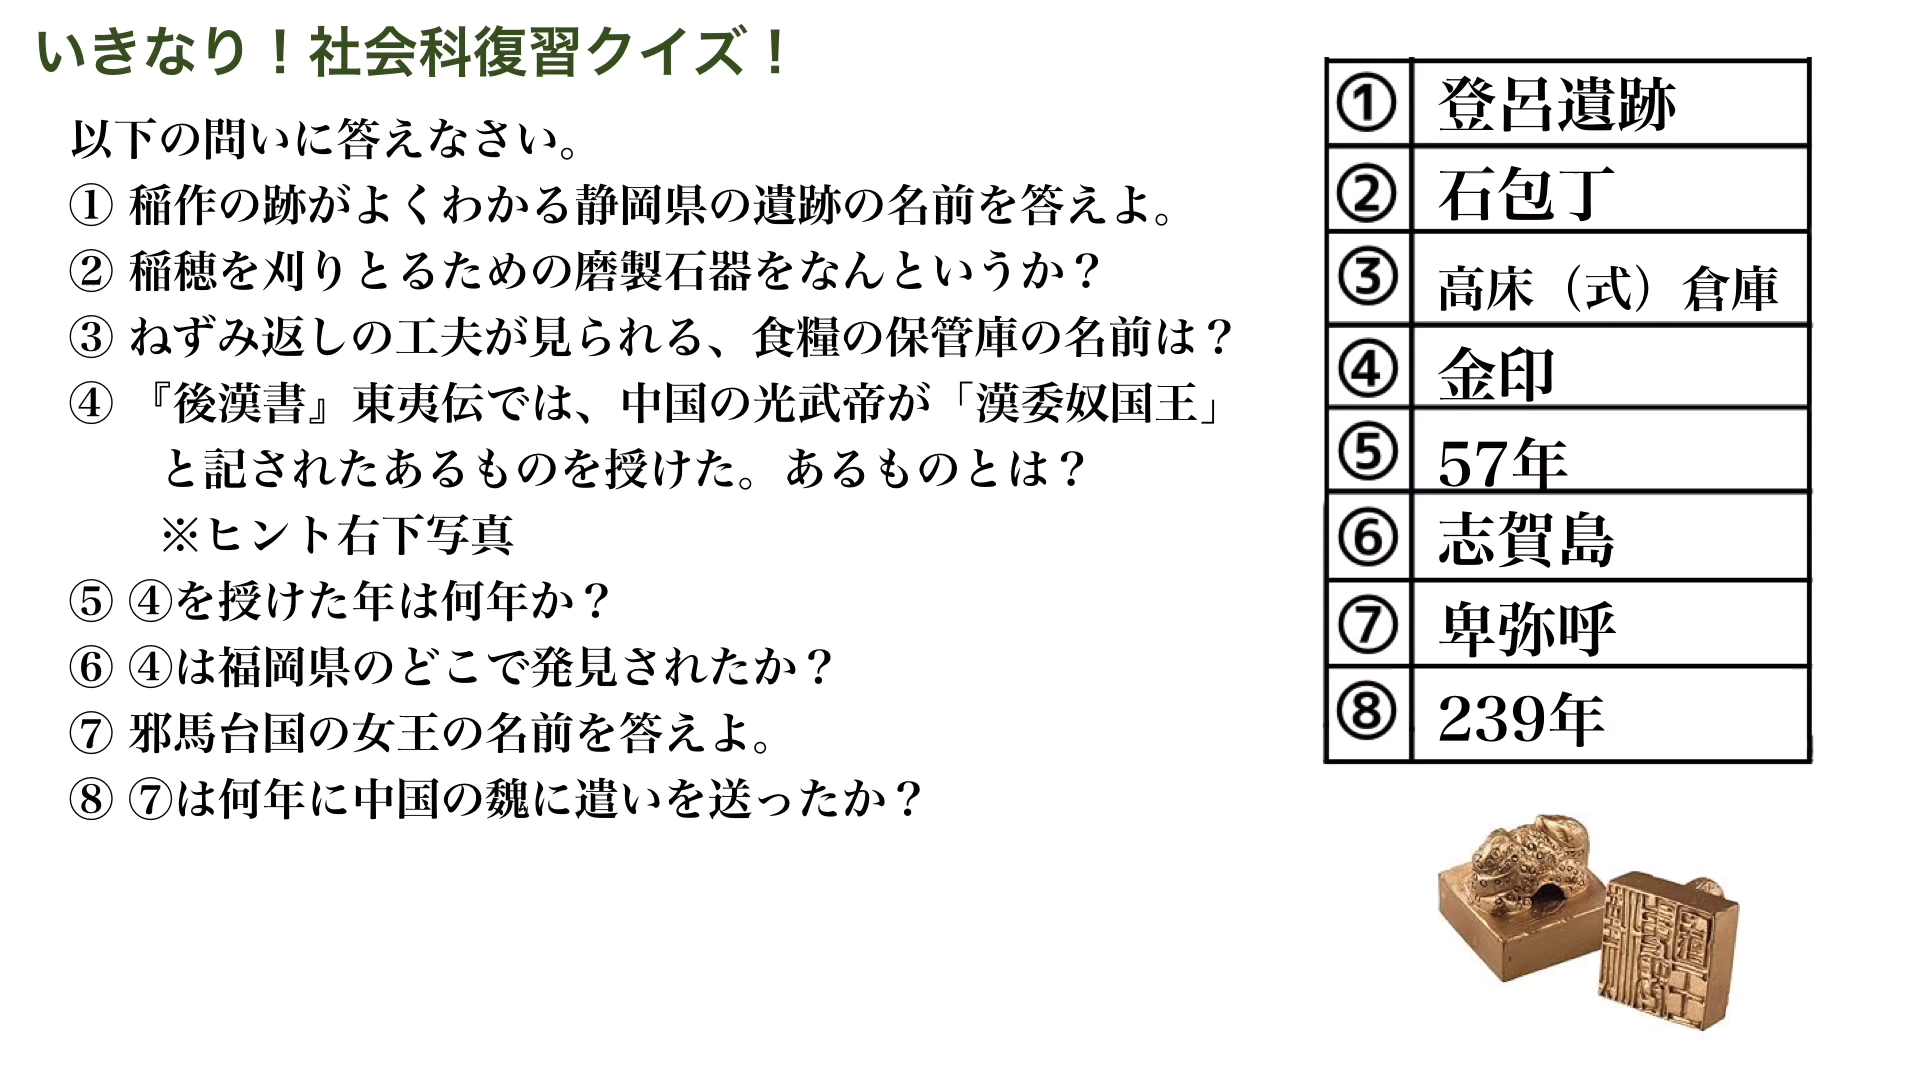 いきなり！社会科復習クイズ！
以下の問いに答えなさい。
① 稲作の跡がよくわかる静岡県の遺跡の名前を答えよ。
② 稲穂を刈りとるための磨製石器をなんというか？
③ ねずみ返しの工夫が見られる、食糧の保管庫の名前は？
④ 『後漢書』東夷伝では、中国の光武帝が「漢委奴国王」
と記されたあるものを授けた。あるものとは？
※ヒント右下写真
⑤ ④を授けた年は何年か？
⑥ ④は福岡県のどこで発見されたか？
⑦ 邪馬台国の女王の名前を答えよ。
⑧ ⑦は何年に中国の魏に遣いを送ったか？
① 登呂遺跡
② 石包丁
③ 高床（式）倉庫
④ 金印
⑤ 57年
⑥ 志賀島
⑦ 卑弥呼
⑧ 239年